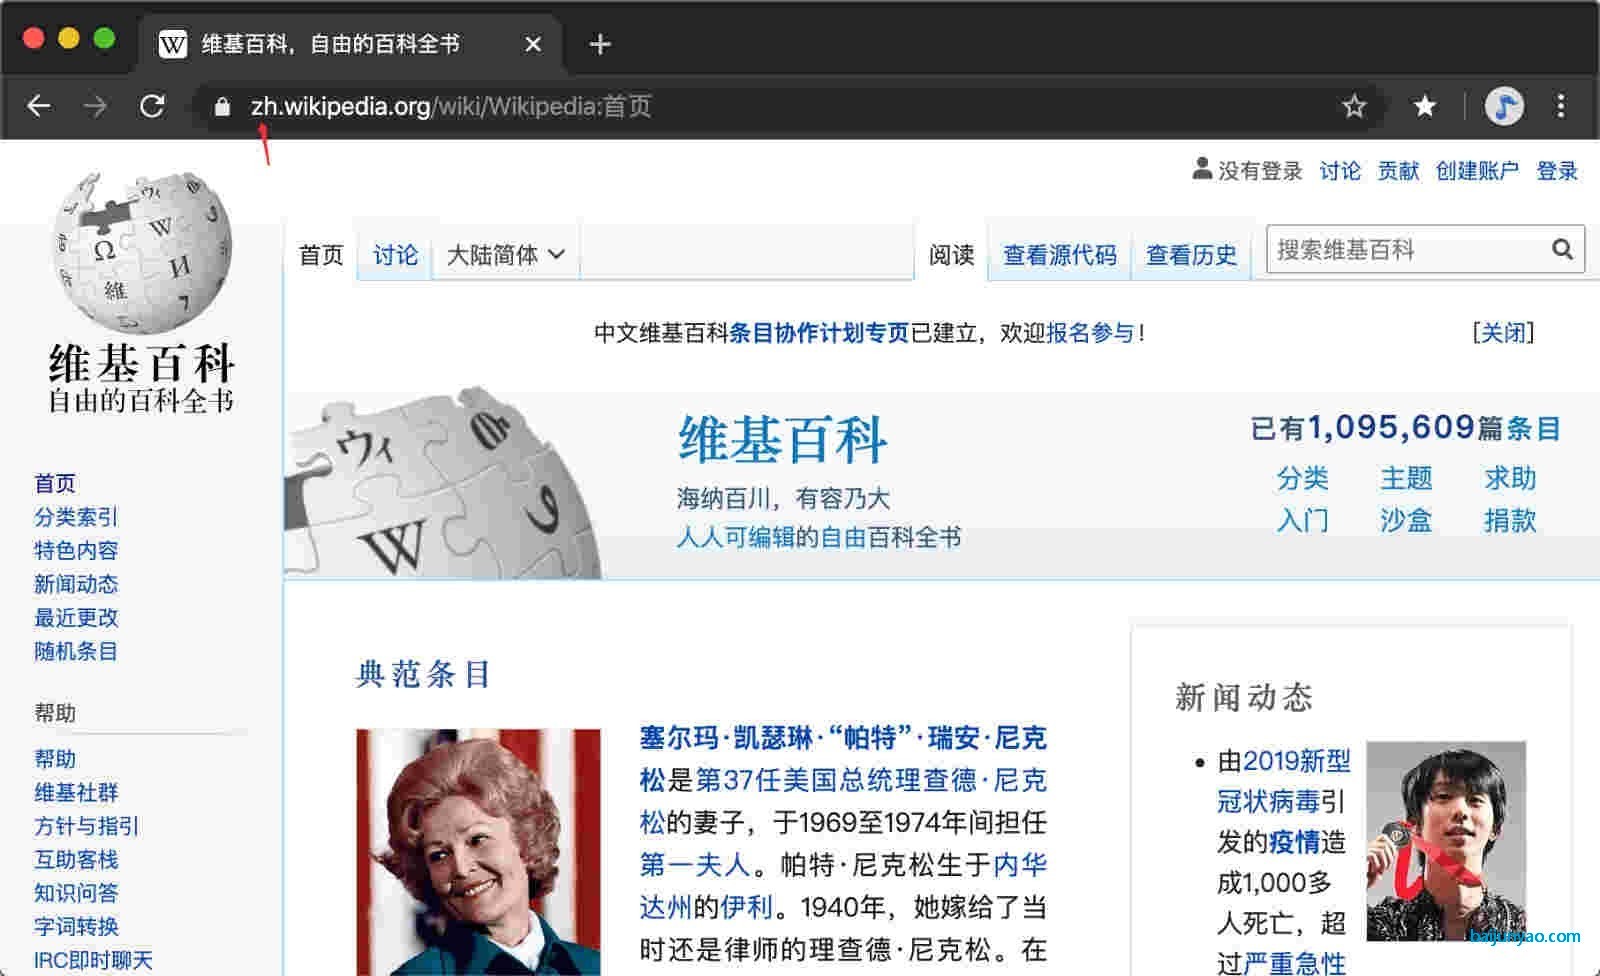 维基百科，自由的百科全书
zh.wikipedia.org/wiki/Wikipedia:首页
没有登录 讨论 贡献 创建账户 登录
首页 讨论 大陆简体 阅读 查看源代码 查看历史 搜索维基百科
维基百科
自由的百科全书
中文维基百科条目协作计划专页已建立，欢迎报名参与！ [关闭]
维基百科
海纳百川，有容乃大
人人可编辑的自由百科全书
已有1,095,609篇条目
分类 主题 求助
入门 沙盒 捐款
首页
分类索引
特色内容
新闻动态
最近更改
随机条目
帮助
帮助
维基社群
方针与指引
互助客栈
知识问答
字词转换
IRC即时聊天
典范条目
塞尔玛·凯瑟琳·“帕特”·瑞安·尼克
松是第37任美国总统理查德·尼克
松的妻子，于1969至1974年间担任
第一夫人。帕特·尼克松生于内华
达州的伊利。1940年，她嫁给了当
时还是律师的理查德·尼克松。在
新闻动态
由2019新型
冠状病毒引
发的疫情造
成1,000多
人死亡，超
过严重急性
baijunyao.com